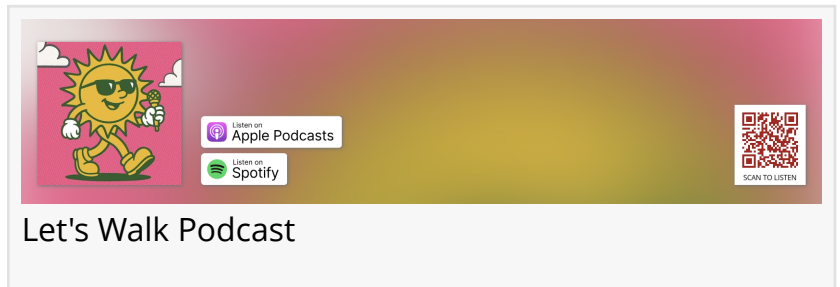 Listen on
Apple Podcasts
Listen on
Spotify
SCAN TO LISTEN
Let's Walk Podcast